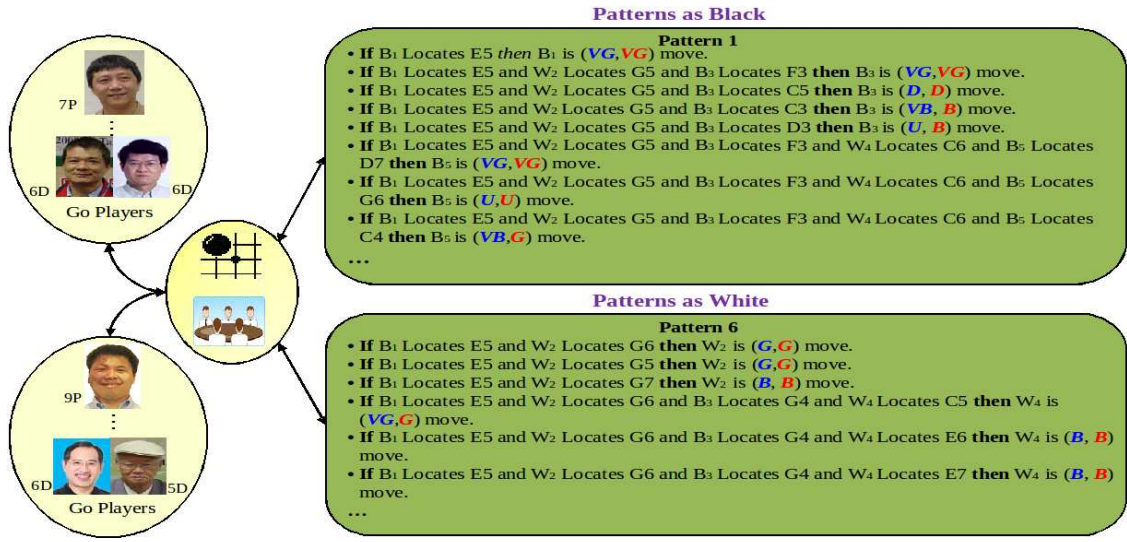 Patterns as Black
Pattern 1
• If B1 Locates E5 then B1 is (VG,VG) move.
• If B1 Locates E5 and W2 Locates G5 and B3 Locates F3 then B3 is (VG,VG) move.
• If B1 Locates E5 and W2 Locates G5 and B3 Locates C5 then B3 is (D, D) move.
• If B1 Locates E5 and W2 Locates G5 and B3 Locates C3 then B3 is (VB, B) move.
• If B1 Locates E5 and W2 Locates G5 and B3 Locates D3 then B3 is (U, B) move.
• If B1 Locates E5 and W2 Locates G5 and B3 Locates F3 and W4 Locates C6 and B5 Locates
D7 then B5 is (VG,VG) move.
• If B1 Locates E5 and W2 Locates G5 and B3 Locates F3 and W4 Locates C6 and B5 Locates
G6 then B5 is (U,U) move.
• If B1 Locates E5 and W2 Locates G5 and B3 Locates F3 and W4 Locates C6 and B5 Locates
C4 then B5 is (VB,G) move.
...
7P
...
6D
6D
Go Players
Patterns as White
Pattern 6
• If B1 Locates E5 and W2 Locates G6 then W2 is (G,G) move.
• If B1 Locates E5 and W2 Locates G5 then W2 is (G,G) move.
• If B1 Locates E5 and W2 Locates G7 then W2 is (B, B) move.
• If B1 Locates E5 and W2 Locates G6 and B3 Locates G4 and W4 Locates C5 then W4 is
(VG,G) move.
• If B1 Locates E5 and W2 Locates G6 and B3 Locates G4 and W4 Locates E6 then W4 is (B, B)
move.
• If B1 Locates E5 and W2 Locates G6 and B3 Locates G4 and W4 Locates E7 then W4 is (B, B)
move.
...
9P
...
6D
5D
Go Players